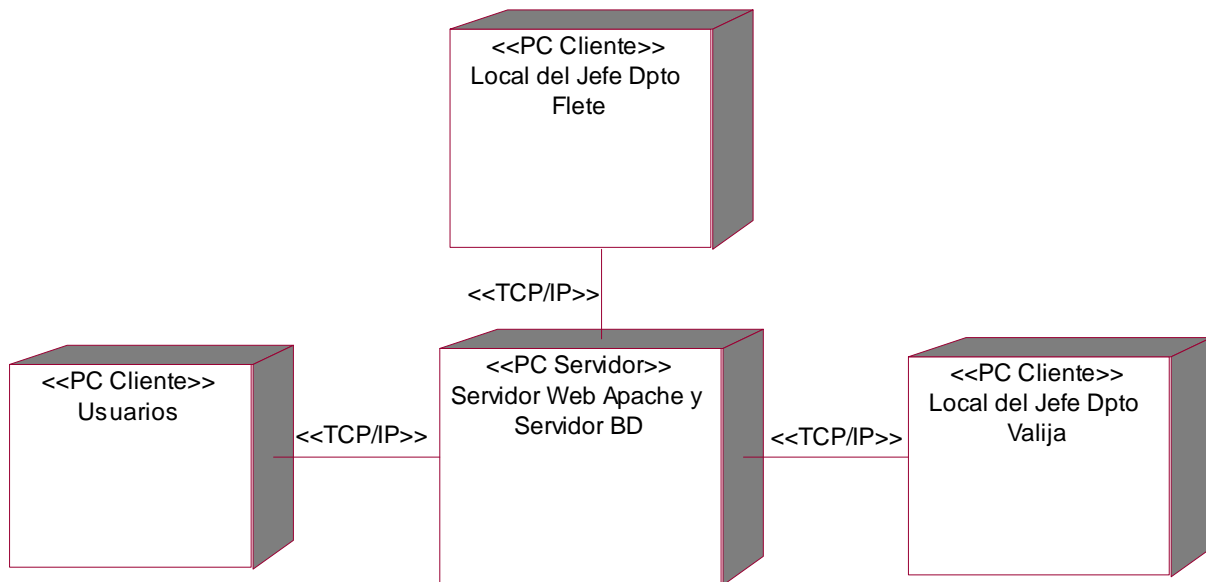 <<PC Cliente>>
Local del Jefe Dpto
Flete
<<TCP/IP>>
<<PC Cliente>>
Usuarios
<<TCP/IP>>
<<PC Servidor>>
Servidor Web Apache y
Servidor BD
<<TCP/IP>>
<<PC Cliente>>
Local del Jefe Dpto
Valija